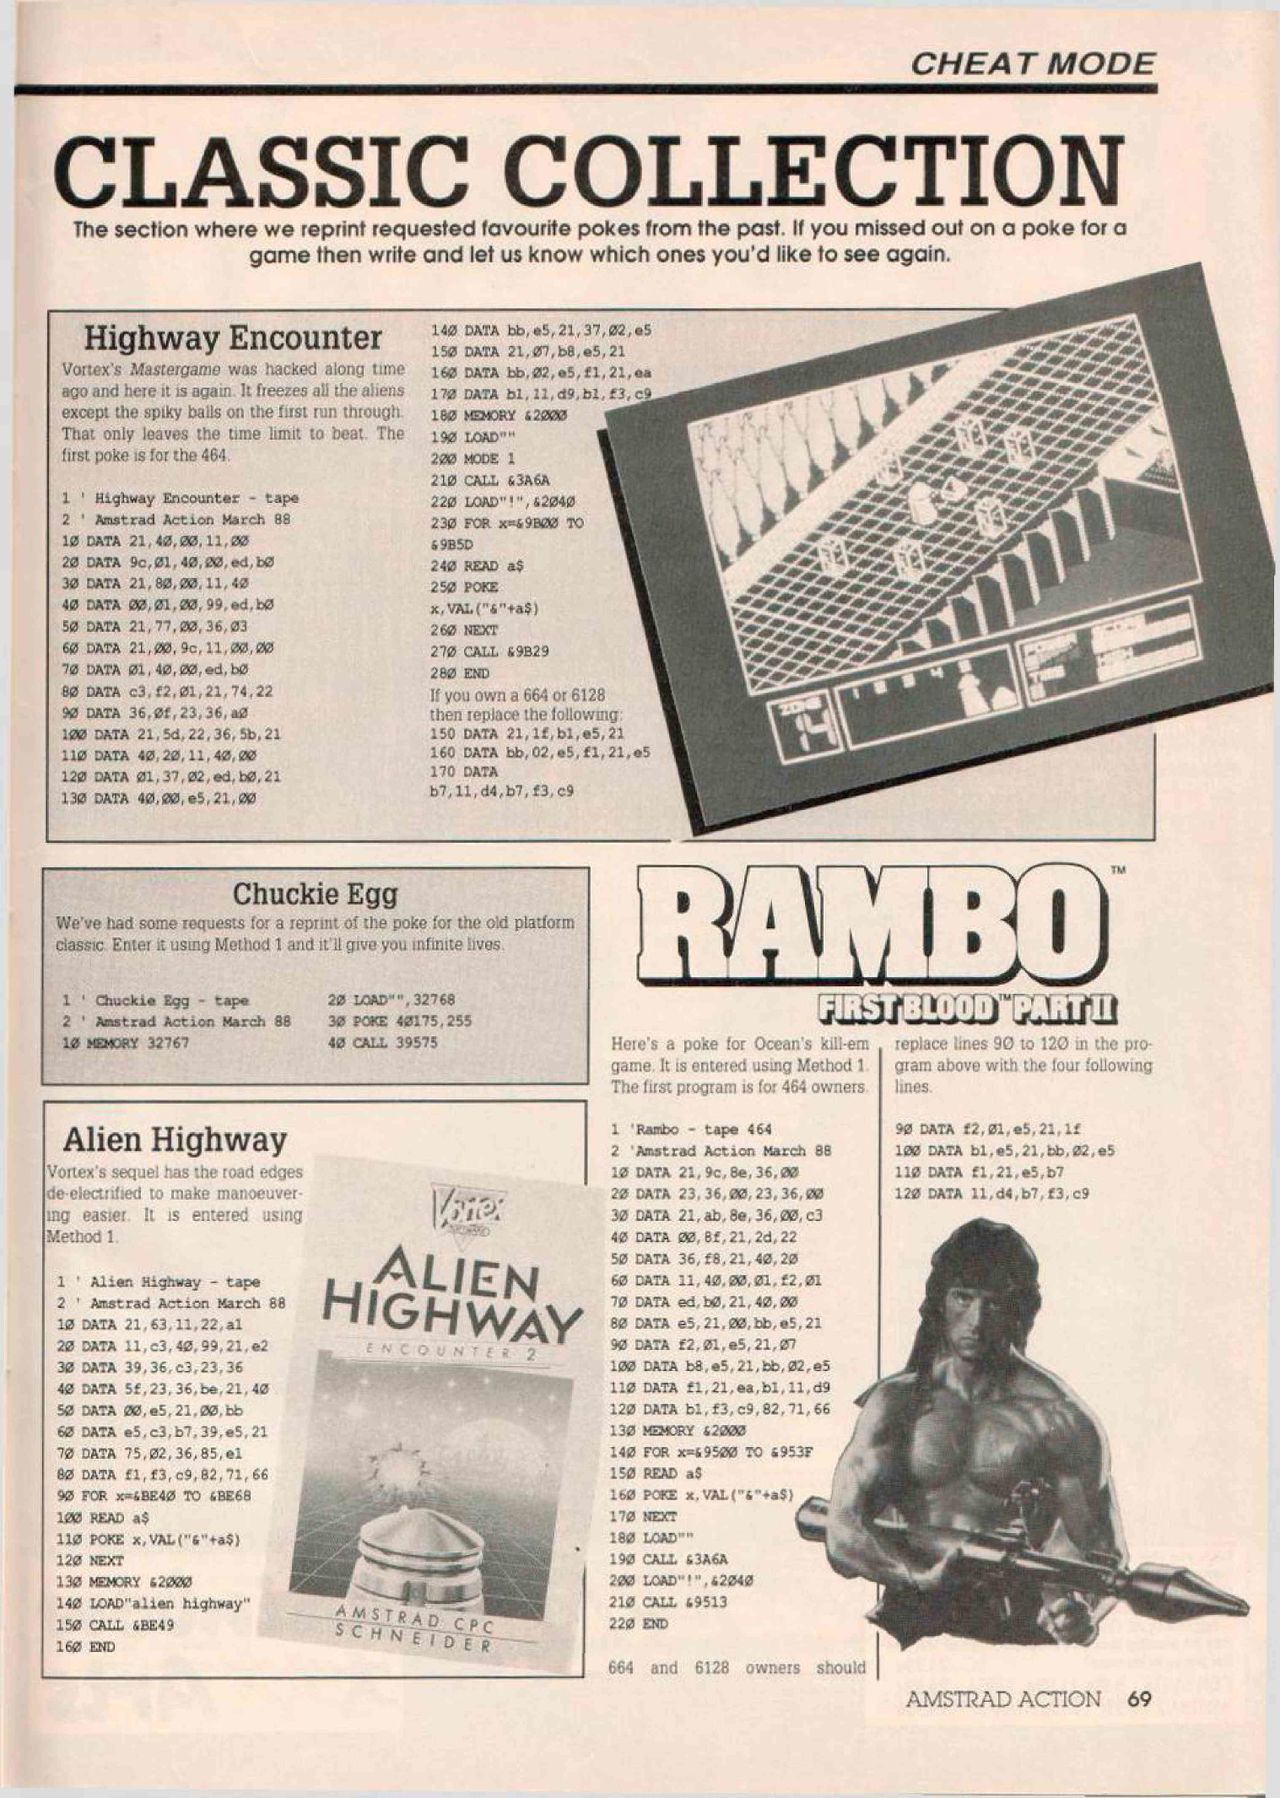 CHEAT MODE
CLASSIC COLLECTION
The section where we reprint requested favourite pokes from the past. If you missed out on a poke for a
game then write and let us know which ones you'd like to see again.
Highway Encounter
Vortex's Mastergame was hacked along time
ago and here it is again. It freezes all the aliens
except the spiky balls on the first run through.
That only leaves the time limit to beat. The
first poke is for the 464.
1 ' Highway Encounter - tape
2 ' Amstrad Action March 88
10 DATA 21,40,00,11,00
20 DATA 9c,01,40,00,ed,b0
30 DATA 21,80,00,11,40
40 DATA 00,01,00,99,ed,b0
50 DATA 21,77,00,36,03
60 DATA 21,00,9c,11,00,00
70 DATA 01,40,00,ed,b0
80 DATA c3,f2,01,21,74,22
90 DATA 36,0f,23,36,a0
100 DATA 21,5d,22,36,5b,21
110 DATA 40,20,11,40,00
120 DATA 01,37,02,ed,b0,21
130 DATA 40,00,e5,21,00
140 DATA bb,e5,21,37,02,e5
150 DATA 21,07,b8,e5,21
160 DATA bb,02,e5,f1,21,ea
170 DATA b1,11,d9,b1,f3,c9
180 MEMORY &2000
190 LOAD""
200 MODE 1
210 CALL &3A6A
220 LOAD"!",&2040
230 FOR x=&9B00 TO
&9B5D
240 READ a$
250 POKE
x,VAL("&"+a$)
260 NEXT
270 CALL &9B29
280 END
If you own a 664 or 6128
then replace the following:
150 DATA 21,1f,b1,e5,21
160 DATA bb,02,e5,f1,21,e5
170 DATA
b7,11,d4,b7,f3,c9
Chuckie Egg
We've had some requests for a reprint of the poke for the old platform
classic. Enter it using Method 1 and it'll give you infinite lives.
1 ' Chuckie Egg - tape
2 ' Amstrad Action March 88
10 MEMORY 32767
20 LOAD"",32768
30 POKE 40175,255
40 CALL 39575
Alien Highway
Vortex's sequel has the road edges
de-electrified to make manoeuver-
ing easier. It is entered using
Method 1.
1 ' Alien Highway - tape
2 ' Amstrad Action March 88
10 DATA 21,63,11,22,a1
20 DATA 11,c3,40,99,21,e2
30 DATA 39,36,c3,23,36
40 DATA 5f,23,36,be,21,40
50 DATA 00,e5,21,00,bb
60 DATA e5,c3,b7,39,e5,21
70 DATA 75,02,36,85,e1
80 DATA f1,f3,c9,82,71,66
90 FOR x=&BE40 TO &BE68
100 READ a$
110 POKE x,VAL("&"+a$)
120 NEXT
130 MEMORY &2000
140 LOAD"alien highway"
150 CALL &BE49
160 END
Vortex
ALIEN
HIGHWAY
ENCOUNTER 2
AMSTRAD CPC
SCHNEIDER
RAMBO™
FIRST BLOOD™ PART II
Here's a poke for Ocean's kill-em
game. It is entered using Method 1.
The first program is for 464 owners.
1 'Rambo - tape 464
2 'Amstrad Action March 88
10 DATA 21,9c,8e,36,00
20 DATA 23,36,00,23,36,00
30 DATA 21,ab,8e,36,00,c3
40 DATA 00,8f,21,2d,22
50 DATA 36,f8,21,40,20
60 DATA 11,40,00,01,f2,01
70 DATA ed,b0,21,40,00
80 DATA e5,21,00,bb,e5,21
90 DATA f2,01,e5,21,07
100 DATA b8,e5,21,bb,02,e5
110 DATA f1,21,ea,b1,11,d9
120 DATA b1,f3,c9,82,71,66
130 MEMORY &2000
140 FOR x=&9500 TO &953F
150 READ a$
160 POKE x,VAL("&"+a$)
170 NEXT
180 LOAD""
190 CALL &3A6A
200 LOAD"!",&2040
210 CALL &9513
220 END
664 and 6128 owners should
replace lines 90 to 120 in the pro-
gram above with the four following
lines.
90 DATA f2,01,e5,21,1f
100 DATA b1,e5,21,bb,02,e5
110 DATA f1,21,e5,b7
120 DATA 11,d4,b7,f3,c9
AMSTRAD ACTION 69